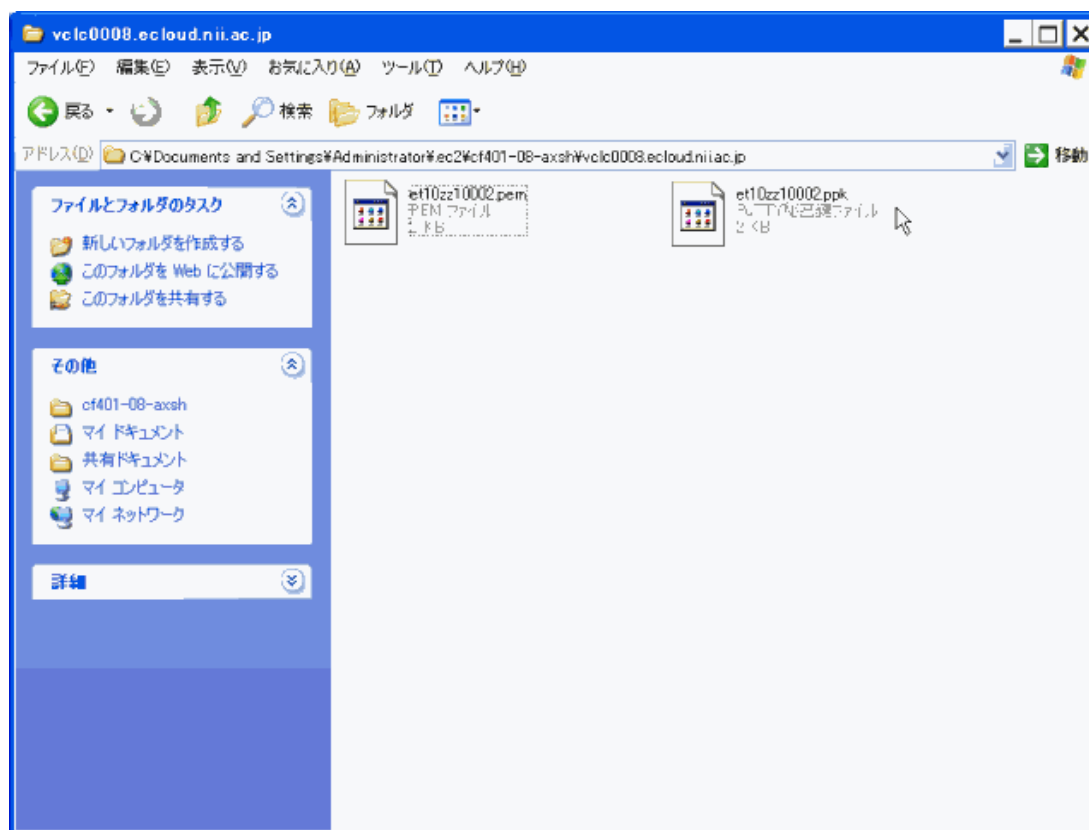 vclc0008.ecloud.nii.ac.jp
ファイル(F) 編集(E) 表示(V) お気に入り(A) ツール(T) ヘルプ(H)
戻る 検索 フォルダ
アドレス(D) C:¥Documents and Settings¥Administrator¥.ec2¥cf401-08-axsh¥vclc0008.ecloud.nii.ac.jp 移動
ファイルとフォルダのタスク
新しいフォルダを作成する
このフォルダを Web に公開する
このフォルダを共有する
その他
cf401-08-axsh
マイ ドキュメント
共有ドキュメント
マイ コンピュータ
マイ ネットワーク
詳細
et10zz10002.pem
PEM ファイル
2 KB
et10zz10002.ppk
2 KB